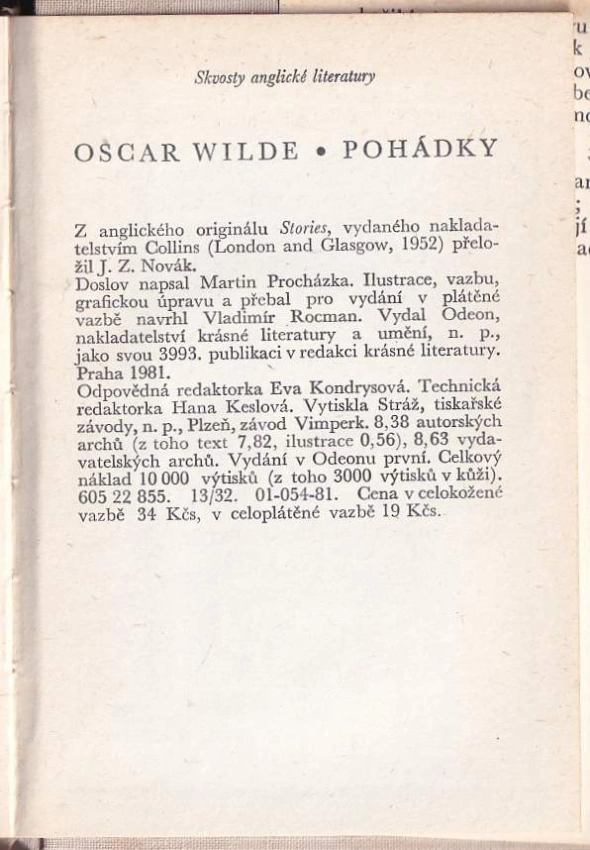 Skvosty anglické literatury
OSCAR WILDE • POHÁDKY
Z anglického originálu Stories, vydaného naklada-
telstvím Collins (London and Glasgow, 1952) přelo-
žil J. Z. Novák.
Doslov napsal Martin Procházka. Ilustrace, vazbu,
grafickou úpravu a přebal pro vydání v plátěné
vazbě navrhl Vladimír Rocman. Vydal Odeon,
nakladatelství krásné literatury a umění, n. p.,
jako svou 3993. publikaci v redakci krásné literatury.
Praha 1981.
Odpovědná redaktorka Eva Kondrysová. Technická
redaktorka Hana Keslová. Vytiskla Stráž, tiskařské
závody, n. p., Plzeň, závod Vimperk. 8,38 autorských
archů (z toho text 7,82, ilustrace 0,56), 8,63 vyda-
vatelských archů. Vydání v Odeonu první. Celkový
náklad 10 000 výtisků (z toho 3000 výtisků v kůži).
605 22 855. 13/32. 01-054-81. Cena v celokožené
vazbě 34 Kčs, v celoplátěné vazbě 19 Kčs.